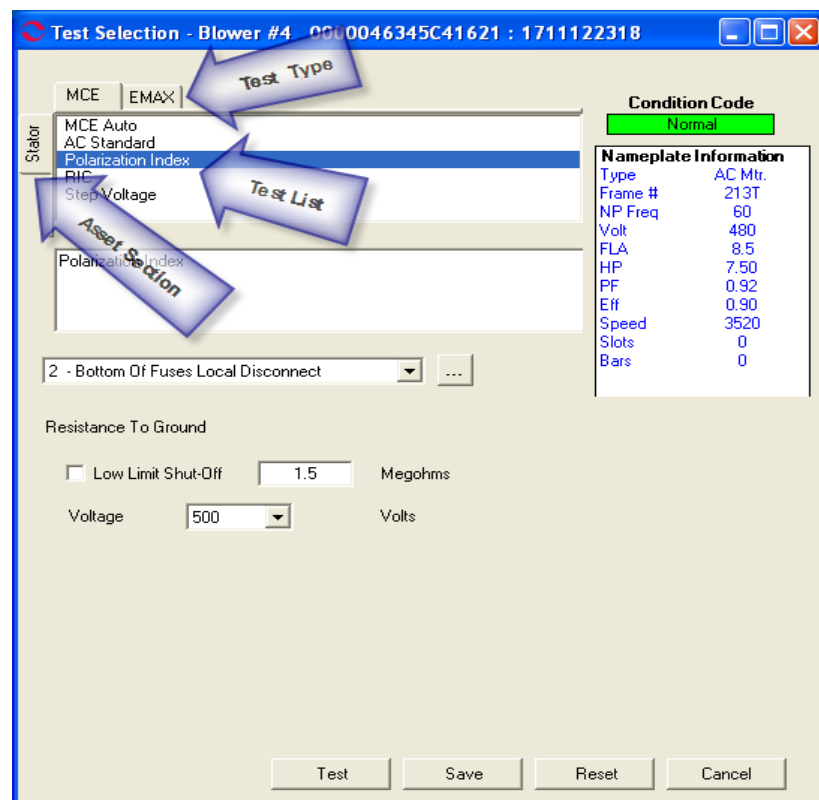 Test Selection - Blower #4 0000046345C41621 : 1711122318
MCE EMAX
Test Type
Stator
MCE Auto
AC Standard
Polarization Index
RIC
Step Voltage
Test List
Asset Section
Polarization Index
2 - Bottom Of Fuses Local Disconnect ...
Condition Code
Normal
Nameplate Information
Type AC Mtr.
Frame # 213T
NP Freq 60
Volt 480
FLA 8.5
HP 7.50
PF 0.92
Eff 0.90
Speed 3520
Slots 0
Bars 0
Resistance To Ground
Low Limit Shut-Off 1.5 Megohms
Voltage 500 Volts
Test Save Reset Cancel